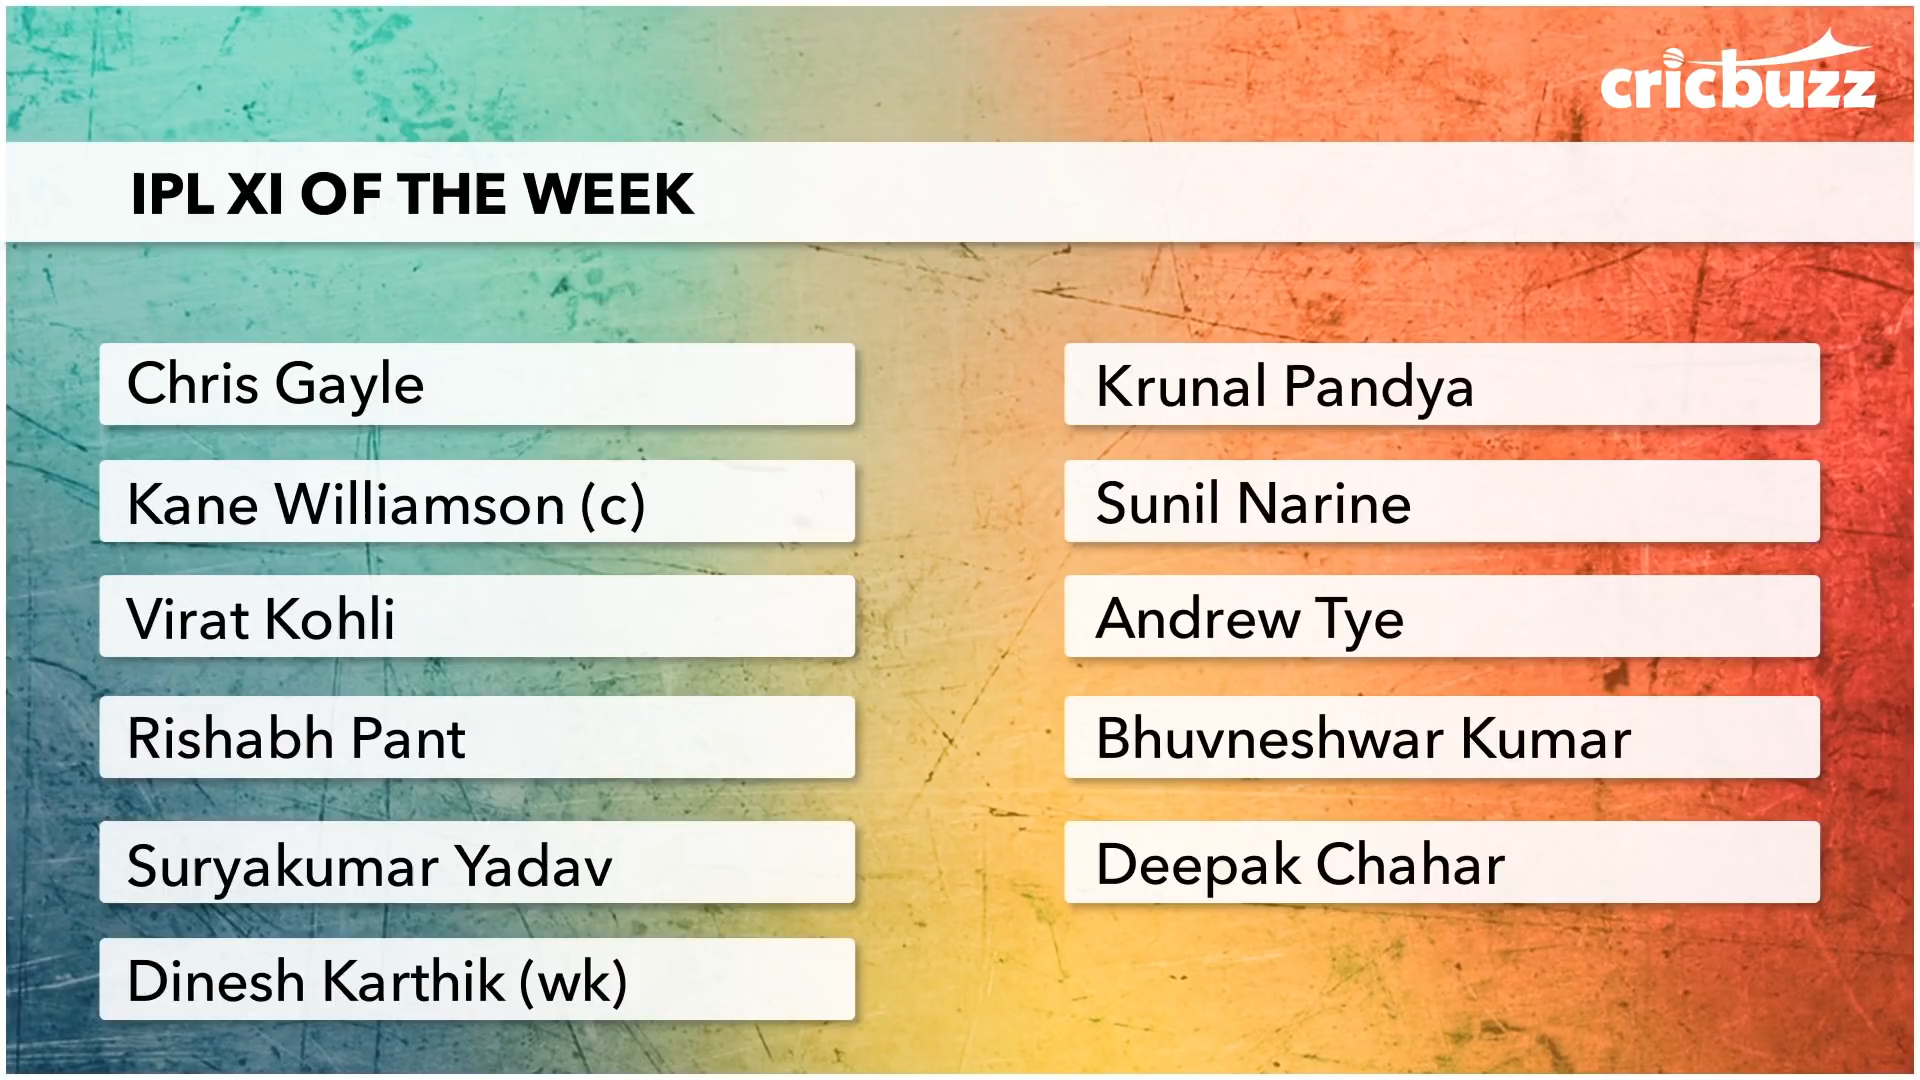 cricbuzz
IPL XI OF THE WEEK
Chris Gayle
Kane Williamson (c)
Virat Kohli
Rishabh Pant
Suryakumar Yadav
Dinesh Karthik (wk)
Krunal Pandya
Sunil Narine
Andrew Tye
Bhuvneshwar Kumar
Deepak Chahar